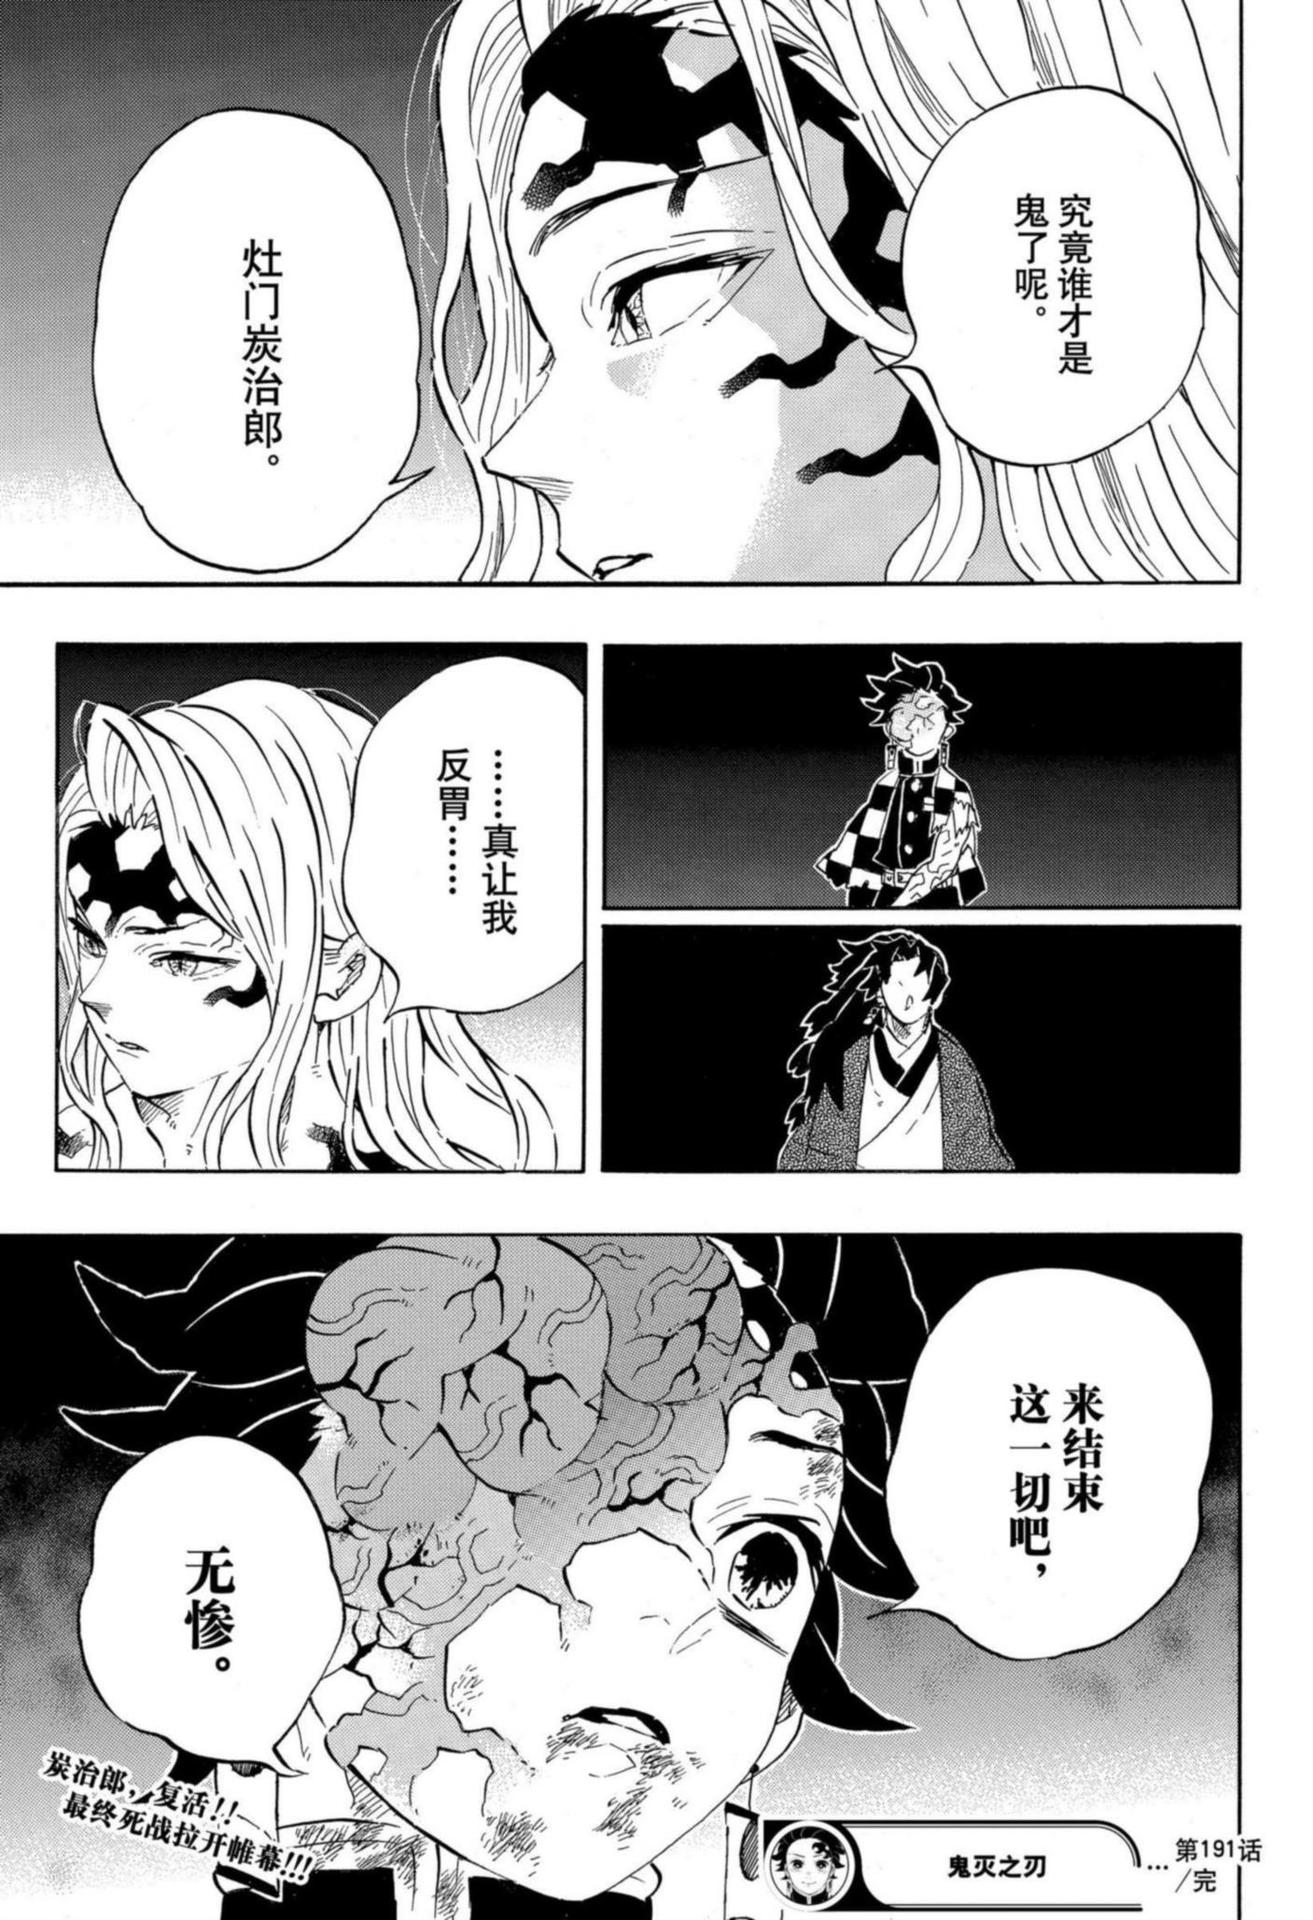 究竟谁才是
鬼了呢。
灶门炭治郎。
……真让我
反胃……
来结束
这一切吧，
无惨。
炭治郎，复活!!
最终死战拉开帷幕!!!
鬼灭之刃
…第191话
/完